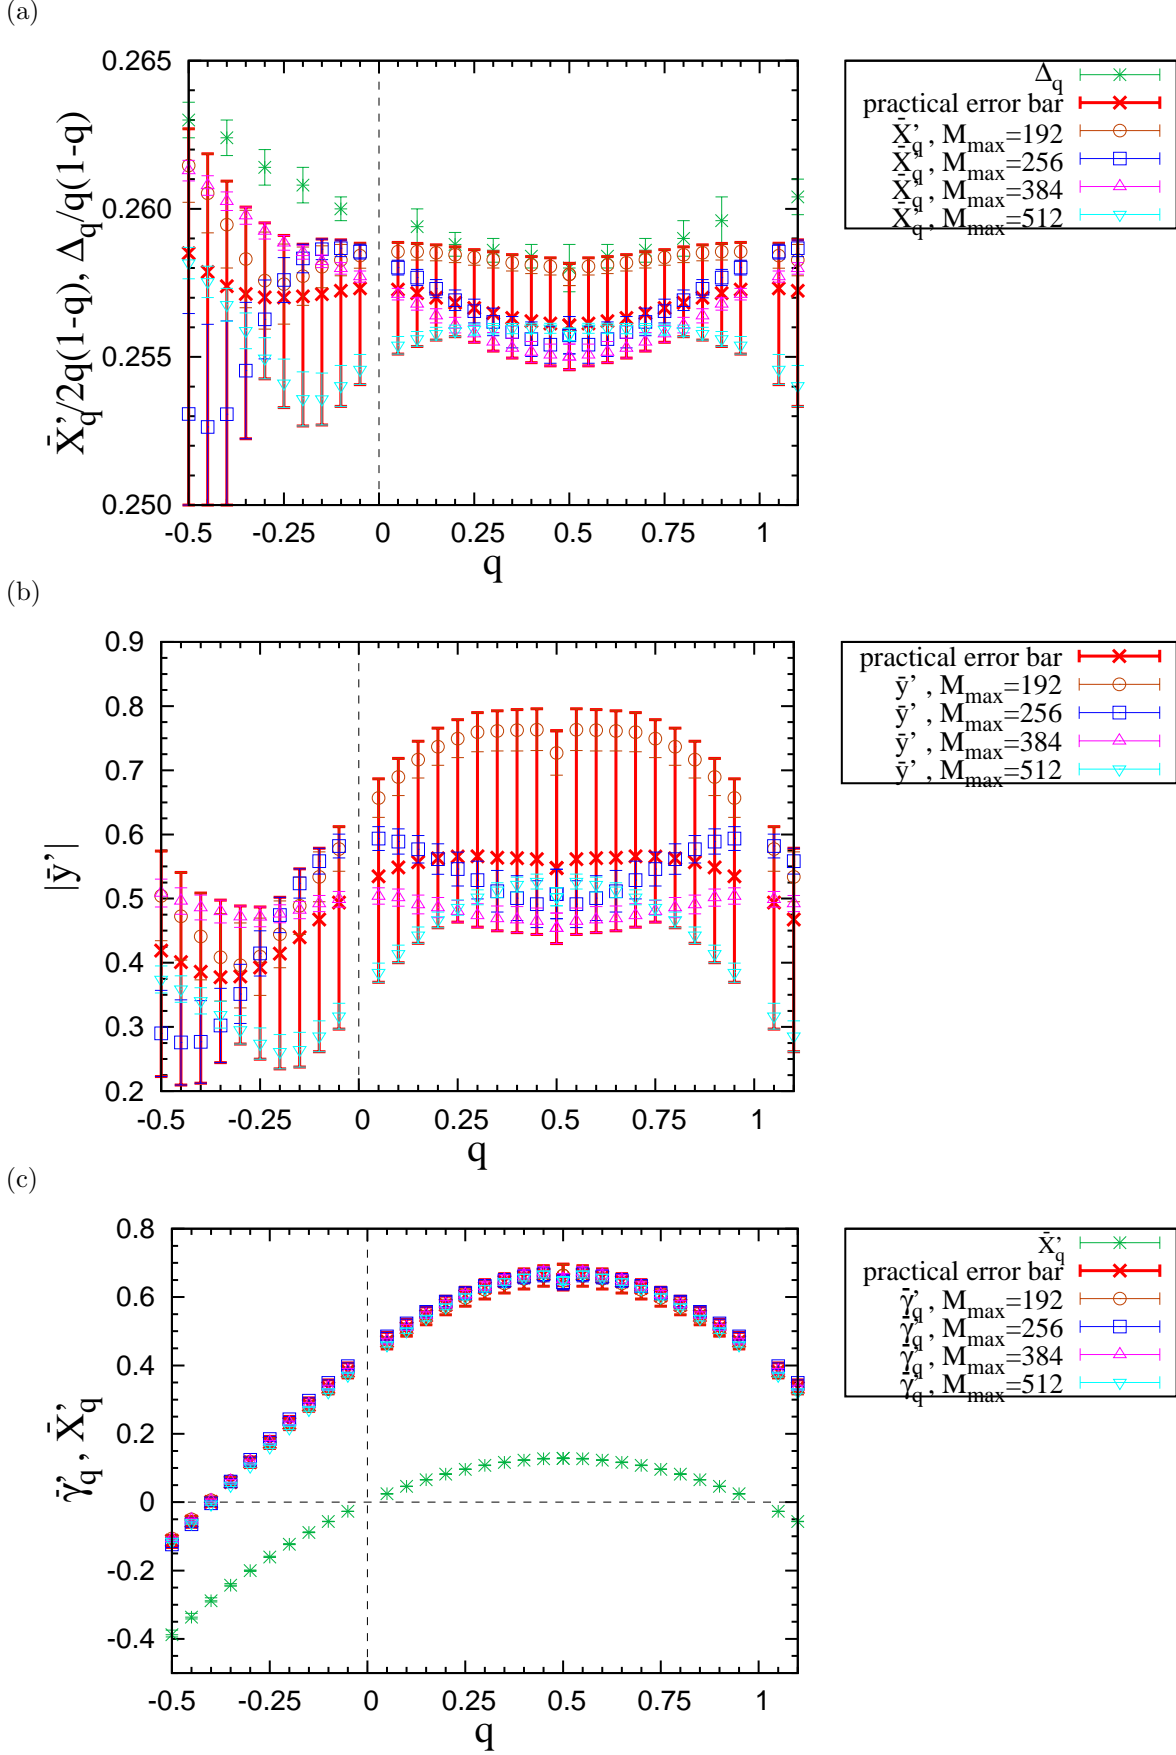 (a)
0.265
0.260
0.255
0.250
-0.5 -0.25 0 0.25 0.5 0.75 1
q
X̄'q/2q(1-q), Δq/q(1-q)
Δq
practical error bar
X̄'q, Mmax=192
X̄'q, Mmax=256
X̄'q, Mmax=384
X̄'q, Mmax=512
(b)
0.9
0.8
0.7
0.6
0.5
0.4
0.3
0.2
-0.5 -0.25 0 0.25 0.5 0.75 1
q
|ȳ'|
practical error bar
ȳ', Mmax=192
ȳ', Mmax=256
ȳ', Mmax=384
ȳ', Mmax=512
(c)
0.8
0.6
0.4
0.2
0
-0.2
-0.4
-0.5 -0.25 0 0.25 0.5 0.75 1
q
γ̄'q, X̄'q
X̄'q
practical error bar
γ̄'q, Mmax=192
γ̄'q, Mmax=256
γ̄'q, Mmax=384
γ̄'q, Mmax=512